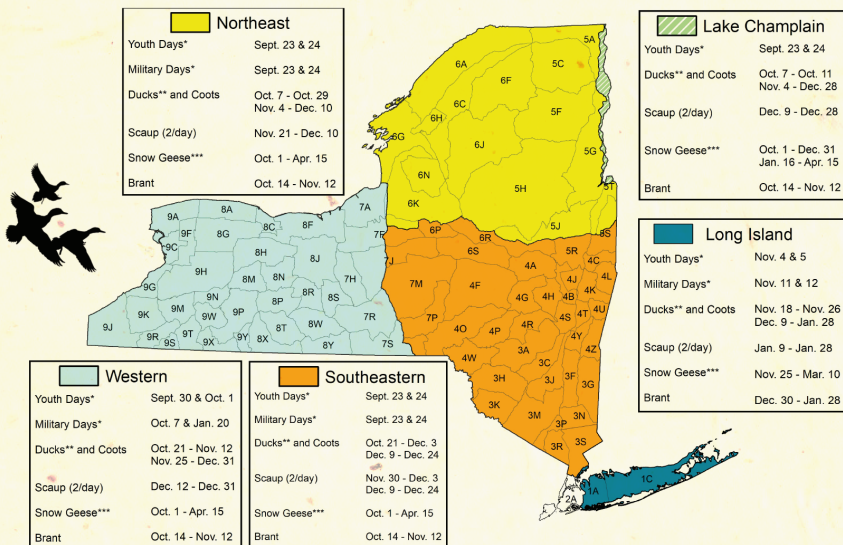 Northeast
Youth Days* Sept. 23 & 24
Military Days* Sept. 23 & 24
Ducks** and Coots Oct. 7 - Oct. 29
Nov. 4 - Dec. 10
Scaup (2/day) Nov. 21 - Dec. 10
Snow Geese*** Oct. 1 - Apr. 15
Brant Oct. 14 - Nov. 12
Lake Champlain
Youth Days* Sept. 23 & 24
Ducks** and Coots Oct. 7 - Oct. 11
Nov. 4 - Dec. 28
Scaup (2/day) Dec. 9 - Dec. 28
Snow Geese*** Oct. 1 - Dec. 31
Jan. 16 - Apr. 15
Brant Oct. 14 - Nov. 12
Long Island
Youth Days* Nov. 4 & 5
Military Days* Nov. 11 & 12
Ducks** and Coots Nov. 18 - Nov. 26
Dec. 9 - Jan. 28
Scaup (2/day) Jan. 9 - Jan. 28
Snow Geese*** Nov. 25 - Mar. 10
Brant Dec. 30 - Jan. 28
Western
Youth Days* Sept. 30 & Oct. 1
Military Days* Oct. 7 & Jan. 20
Ducks** and Coots Oct. 21 - Nov. 12
Nov. 25 - Dec. 31
Scaup (2/day) Dec. 12 - Dec. 31
Snow Geese*** Oct. 1 - Apr. 15
Brant Oct. 14 - Nov. 12
Southeastern
Youth Days* Sept. 23 & 24
Military Days* Sept. 23 & 24
Ducks** and Coots Oct. 21 - Dec. 3
Dec. 9 - Dec. 24
Scaup (2/day) Nov. 30 - Dec. 3
Dec. 9 - Dec. 24
Snow Geese*** Oct. 1 - Apr. 15
Brant Oct. 14 - Nov. 12
5A
6A
5C
6F
6C
5F
6H
6G
6J
5G
6N
5H
5T
6K
5J
9A
8A
7A
9F
8G
8C
8F
7F
9C
8H
8J
9H
8M
7H
9G
9N
8N
8R
8S
9M
9P
8P
9K
9W
7R
9J
9T
8T
8W
9R
9S
9X
9Y
8X
8Y
7S
6P
6R
5S
6S
5R
7J
4C
4A
4L
7M
4F
4J
4K
4G
4H
4B
4U
7P
4S
4T
4O
4P
4R
4Y
3A
4Z
4W
3C
3H
3J
3F
3G
3K
3M
3N
3P
3R
3S
1A
1C
2A